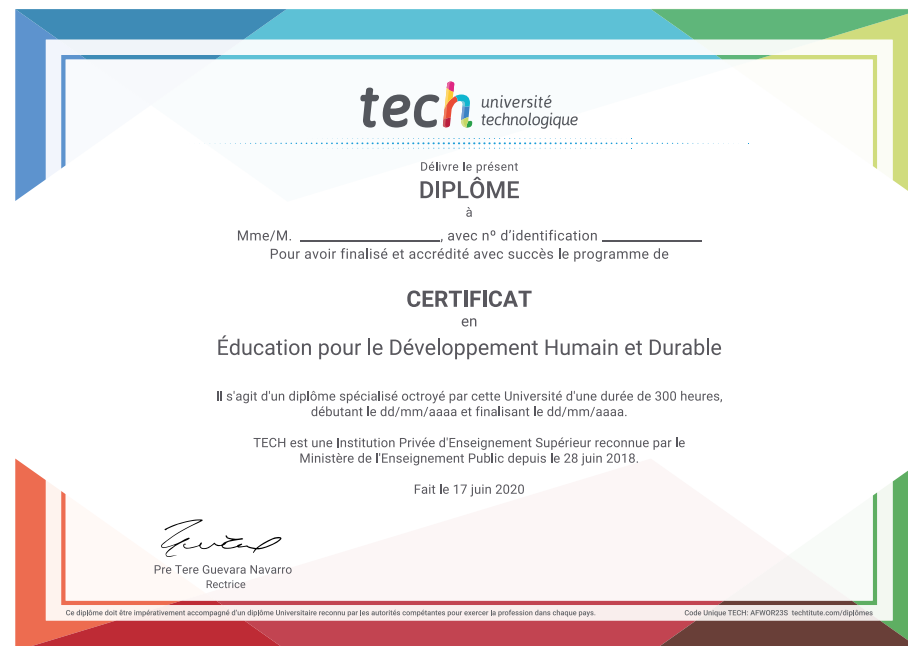 tech université
technologique
Délivre le présent
DIPLÔME
à
Mme/M. ____________________, avec nº d'identification ______________
Pour avoir finalisé et accrédité avec succès le programme de
CERTIFICAT
en
Éducation pour le Développement Humain et Durable
Il s'agit d'un diplôme spécialisé octroyé par cette Université d'une durée de 300 heures,
débutant le dd/mm/aaaa et finalisant le dd/mm/aaaa.
TECH est une Institution Privée d'Enseignement Supérieur reconnue par le
Ministère de l'Enseignement Public depuis le 28 juin 2018.
Fait le 17 juin 2020
Pre Tere Guevara Navarro
Rectrice
Ce diplôme doit être impérativement accompagné d'un diplôme Universitaire reconnu par les autorités compétantes pour exercer la profession dans chaque pays.
Code Unique TECH: AFWOR23S techtitute.com/diplômes